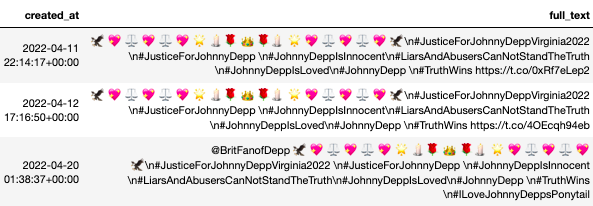 created_at full_text
2022-04-11 22:14:17+00:00 🦅 💖 ⚖️ 💖 ⚖️ 💖 🌟 🕯️ 🌹 👑 🌹 🕯️ 🌟 💖 ⚖️ 💖 ⚖️ 💖 🦅\n#JusticeForJohnnyDeppVirginia2022
\n#JusticeForJohnnyDepp \n#JohnnyDeppIsInnocent\n#LiarsAndAbusersCanNotStandTheTruth
\n#JohnnyDeppIsLoved\n#JohnnyDepp \n#TruthWins https://t.co/0xRf7eLep2
2022-04-12 17:16:50+00:00 🦅 💖 ⚖️ 💖 ⚖️ 💖 🌟 🕯️ 🌹 👑 🌹 🕯️ 🌟 💖 ⚖️ 💖 ⚖️ 💖 🦅\n#JusticeForJohnnyDeppVirginia2022
\n#JusticeForJohnnyDepp \n#JohnnyDeppIsInnocent\n#LiarsAndAbusersCanNotStandTheTruth
\n#JohnnyDeppIsLoved\n#JohnnyDepp \n#TruthWins https://t.co/4OEcqh94eb
2022-04-20 01:38:37+00:00 @BritFanofDepp 🦅 💖 ⚖️ 💖 ⚖️ 💖 🌟 🕯️ 🌹 👑 🌹 🕯️ 🌟 💖 ⚖️ 💖 ⚖️ 💖
🦅\n#JusticeForJohnnyDeppVirginia2022 \n#JusticeForJohnnyDepp \n#JohnnyDeppIsInnocent
\n#LiarsAndAbusersCanNotStandTheTruth\n#JohnnyDeppIsLoved\n#JohnnyDepp \n#TruthWins
\n#ILoveJohnnyDeppsPonytail